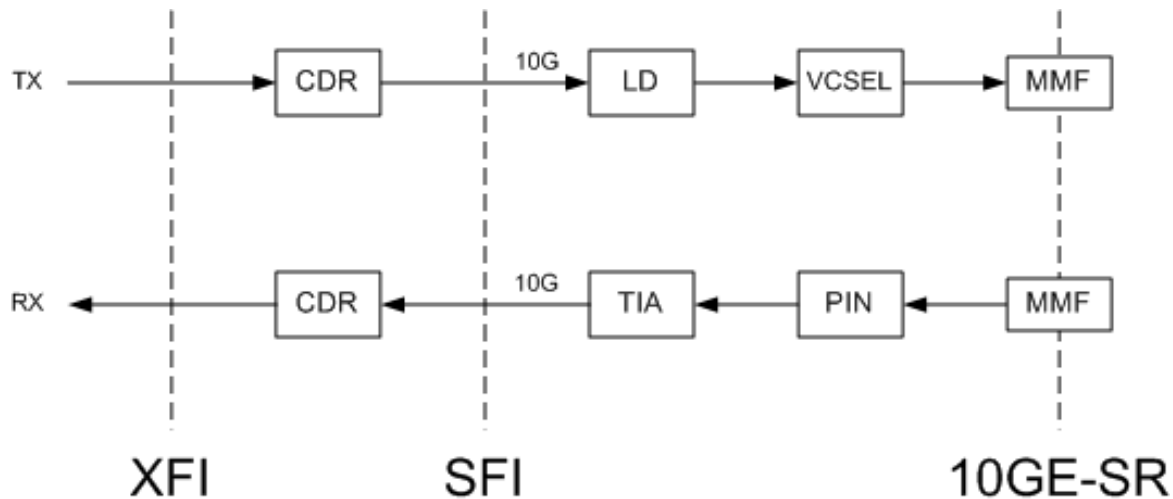 TX CDR 10G LD VCSEL MMF
RX CDR 10G TIA PIN MMF
XFI SFI 10GE-SR